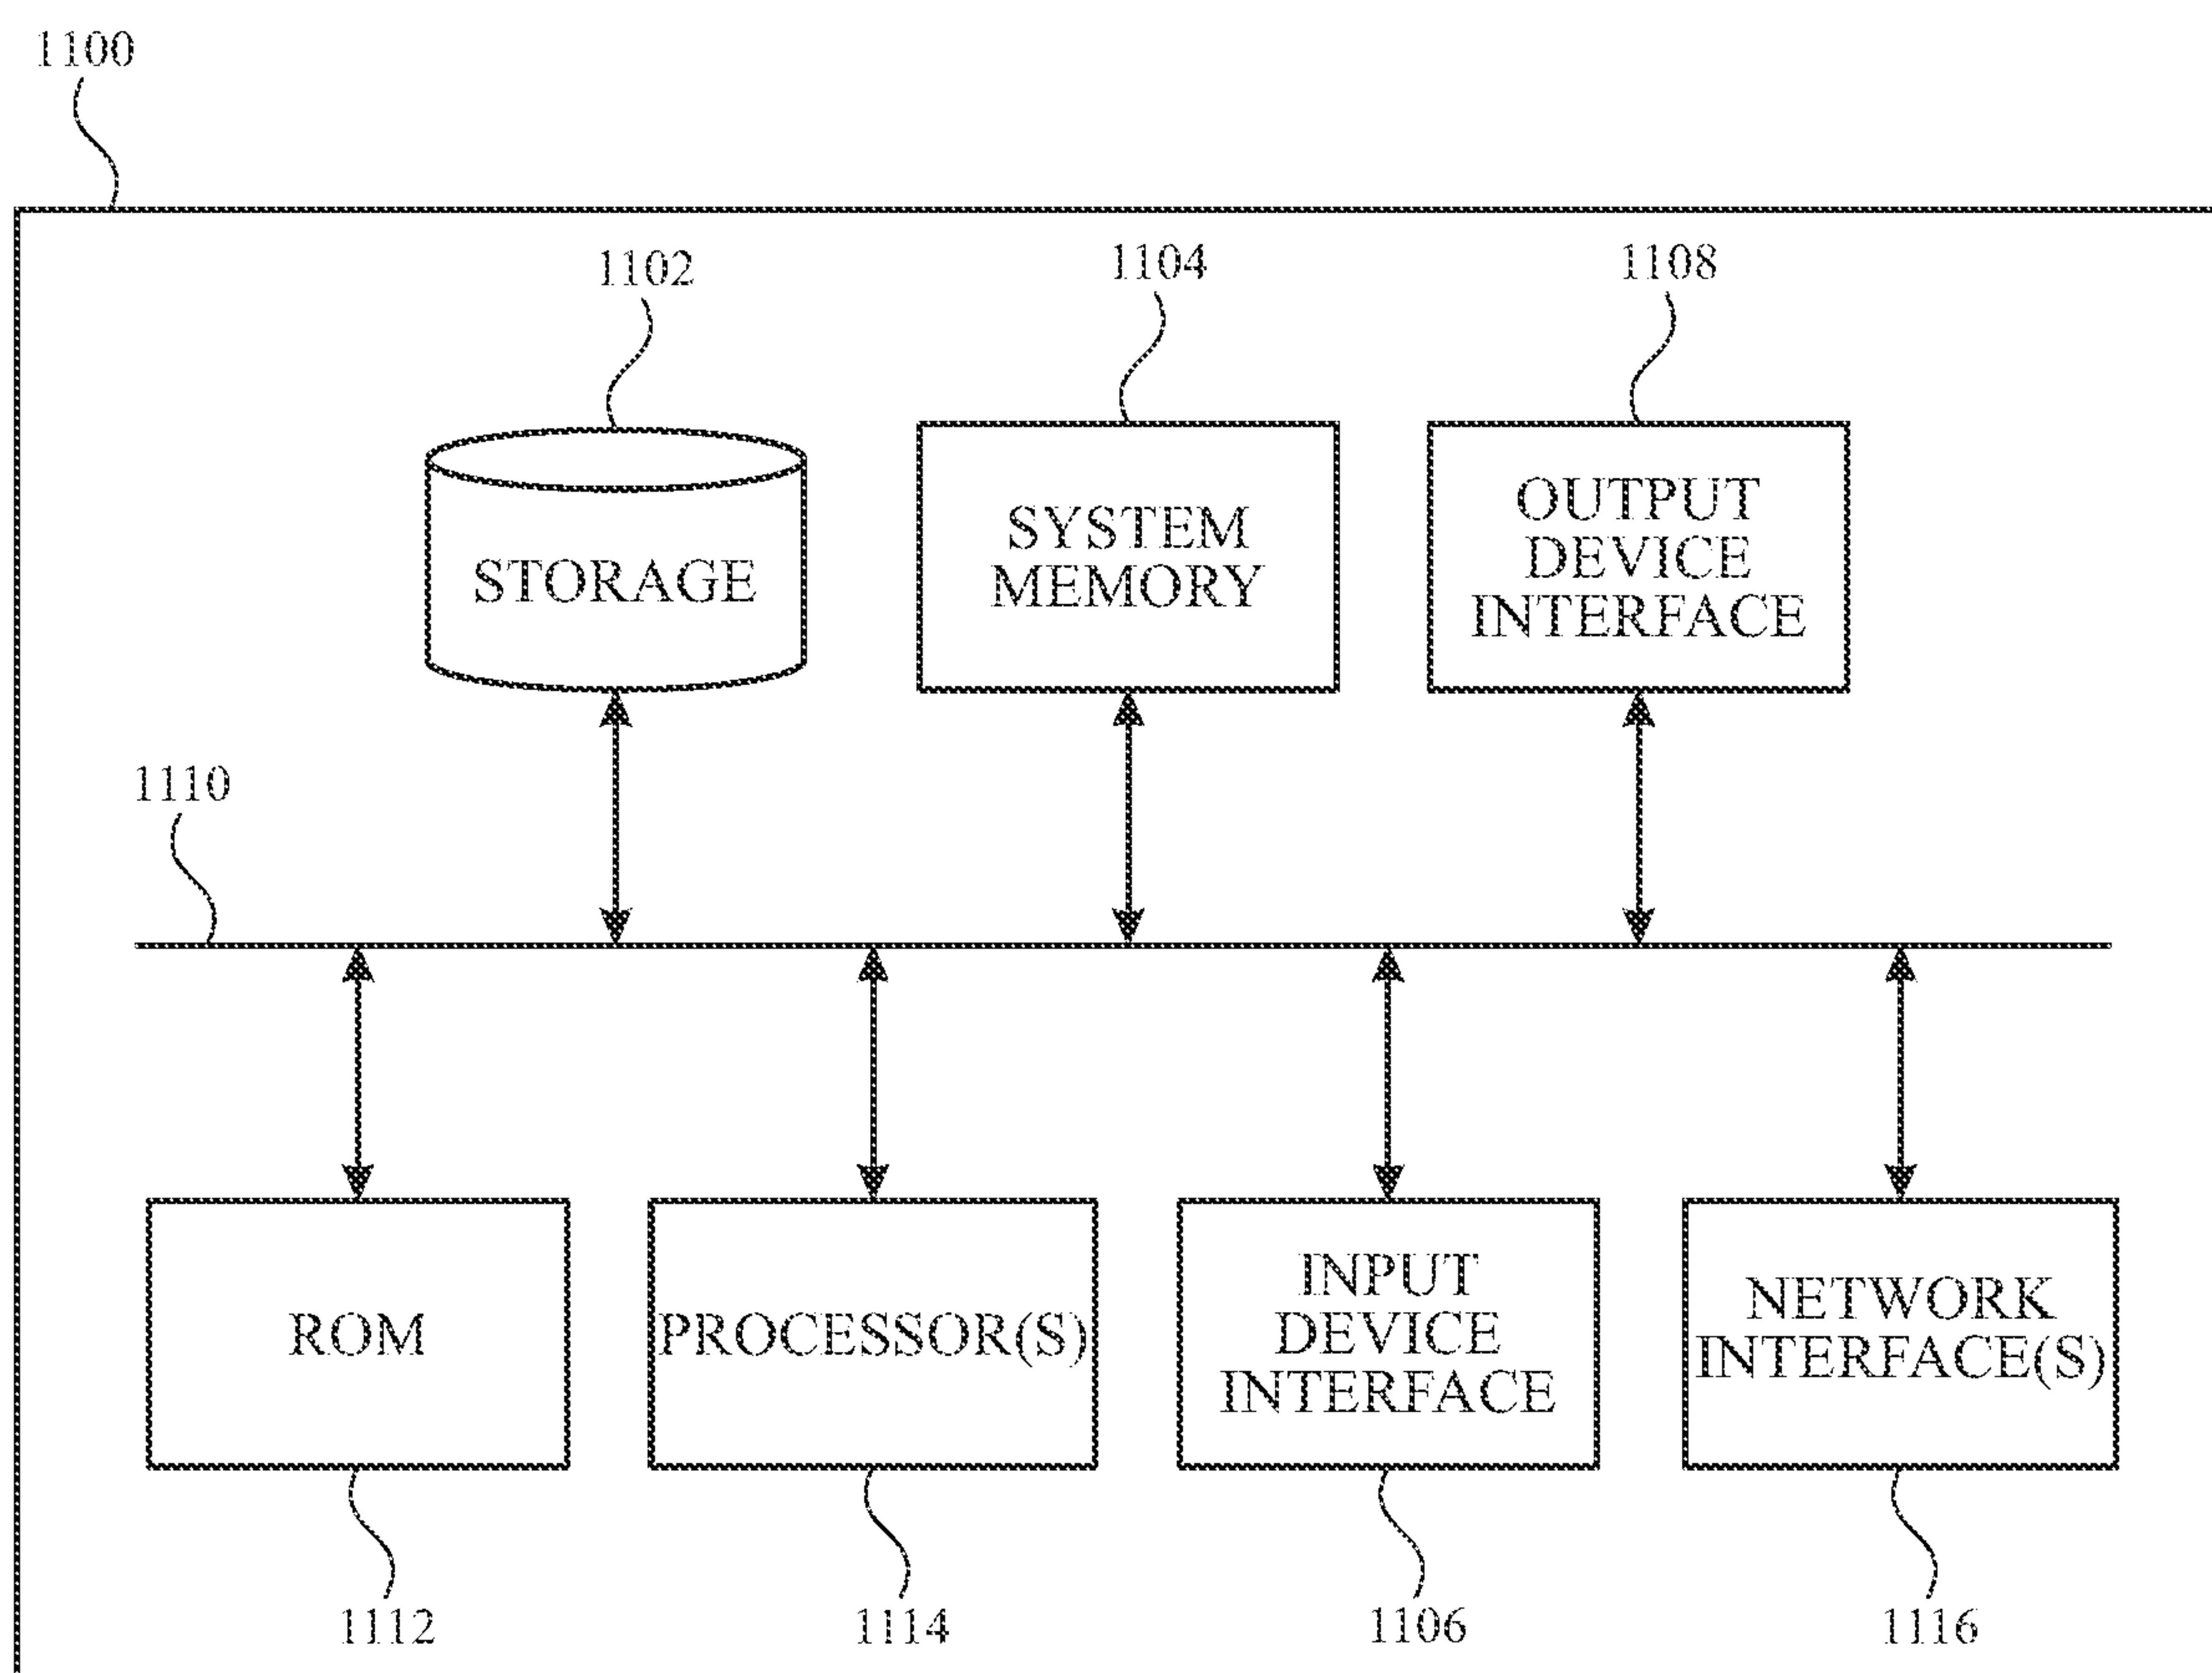 1100
1102
1104
1108
STORAGE
SYSTEM
MEMORY
OUTPUT
DEVICE
INTERFACE
1110
ROM
PROCESSOR(S)
INPUT
DEVICE
INTERFACE
NETWORK
INTERFACE(S)
1112
1114
1106
1116